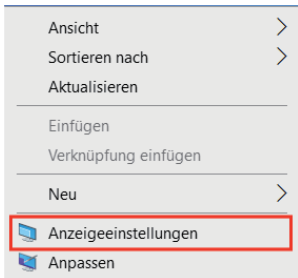 Ansicht
Sortieren nach
Aktualisieren
Einfügen
Verknüpfung einfügen
Neu
Anzeigeeinstellungen
Anpassen